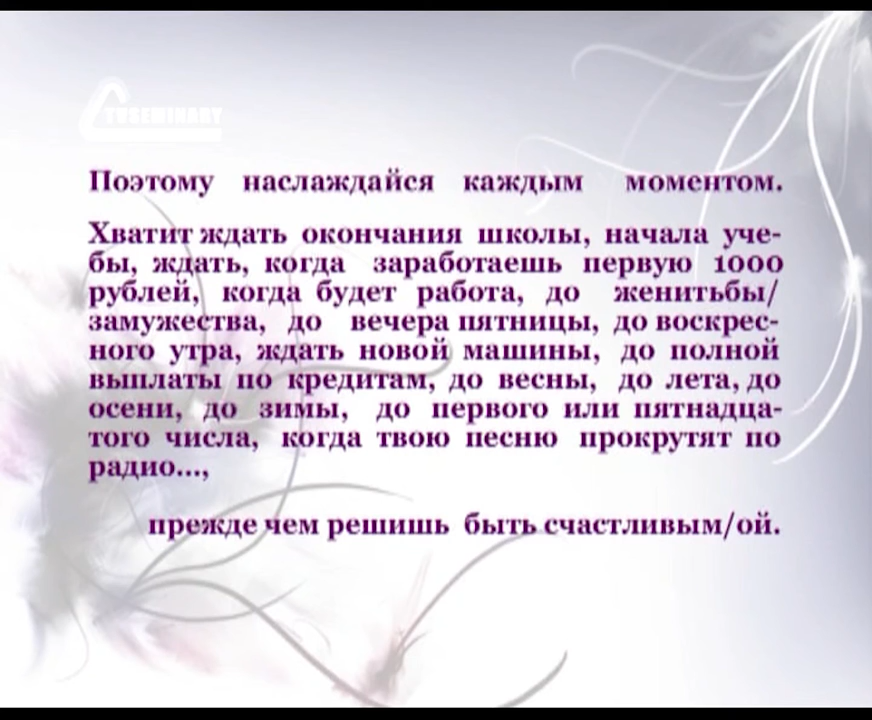 TVSEMINARY
Поэтому наслаждайся каждым моментом.
Хватит ждать окончания школы, начала уче-
бы, ждать, когда заработаешь первую 1000
рублей, когда будет работа, до женитьбы/
замужества, до вечера пятницы, до воскрес-
ного утра, ждать новой машины, до полной
выплаты по кредитам, до весны, до лета, до
осени, до зимы, до первого или пятнадца-
того числа, когда твою песню прокрутят по
радио...,
прежде чем решишь быть счастливым/ой.